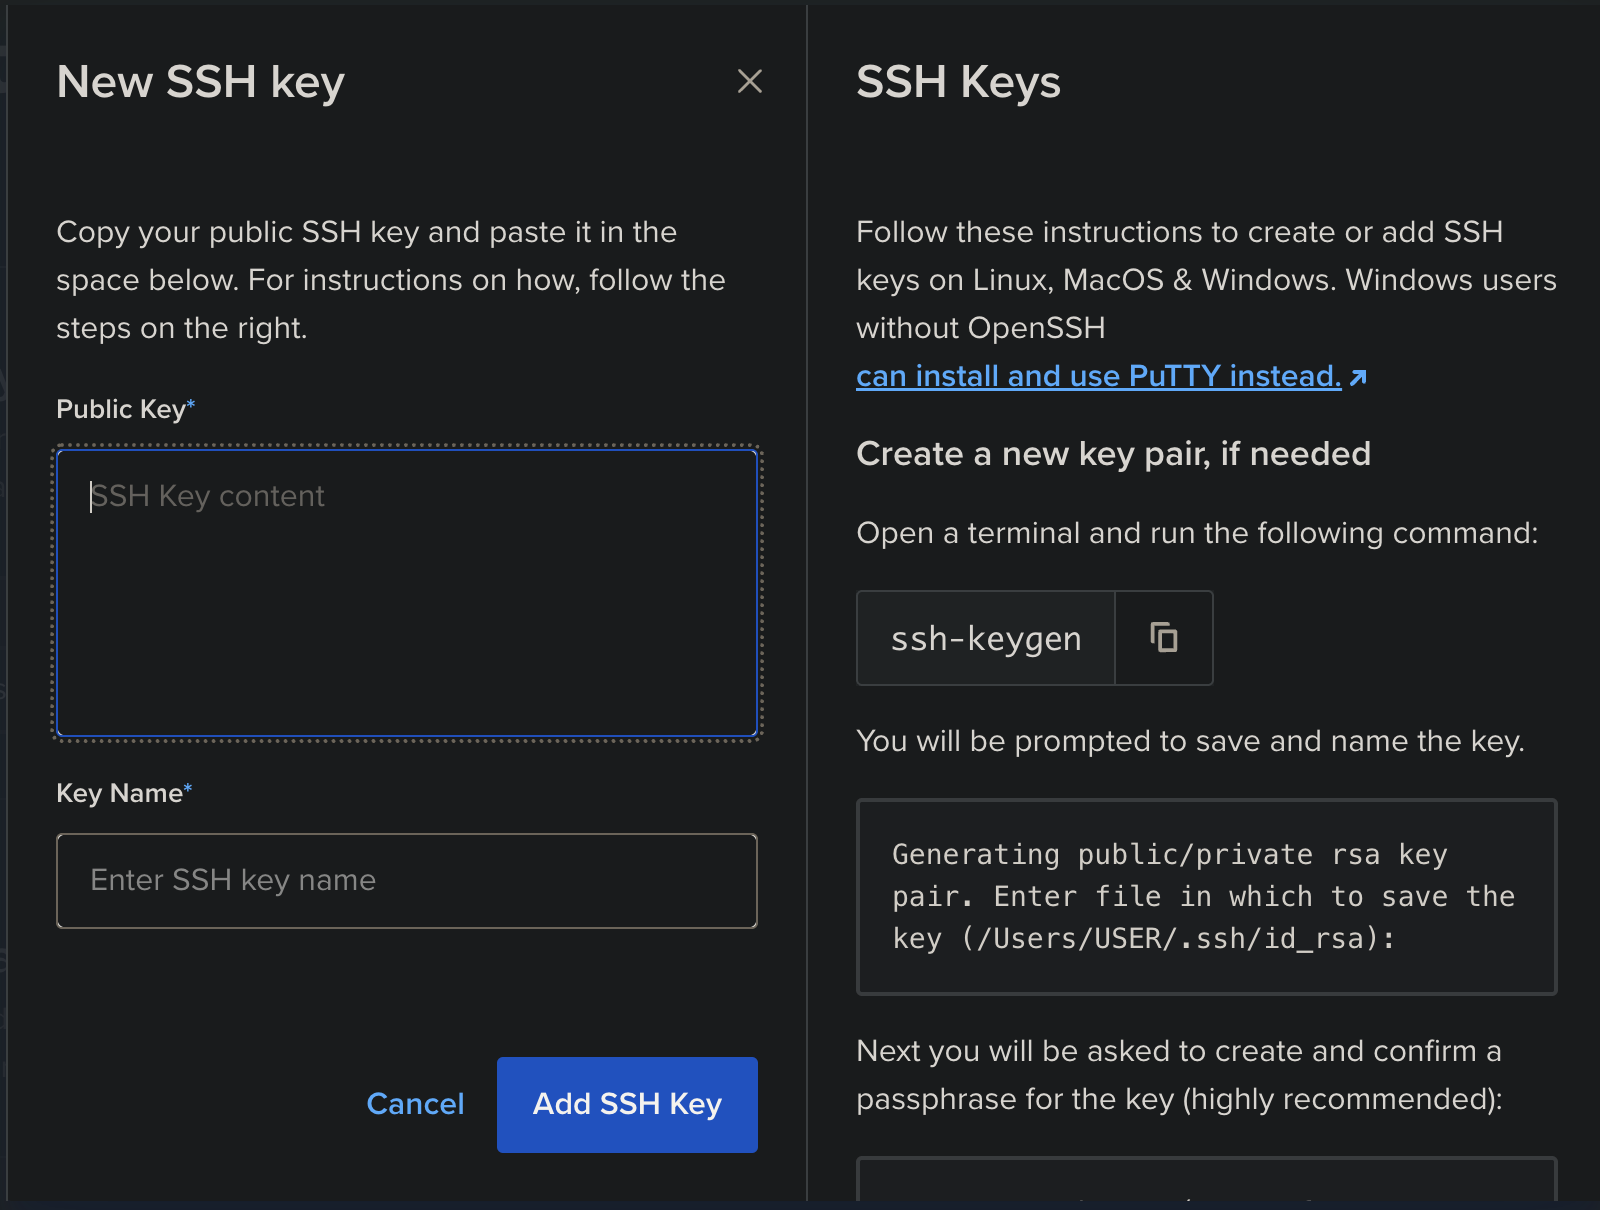 New SSH key
Copy your public SSH key and paste it in the
space below. For instructions on how, follow the
steps on the right.
Public Key*
SSH Key content
Key Name*
Enter SSH key name
Cancel
Add SSH Key
SSH Keys
Follow these instructions to create or add SSH
keys on Linux, MacOS & Windows. Windows users
without OpenSSH
can install and use PuTTY instead.
Create a new key pair, if needed
Open a terminal and run the following command:
ssh-keygen
You will be prompted to save and name the key.
Generating public/private rsa key
pair. Enter file in which to save the
key (/Users/USER/.ssh/id_rsa):
Next you will be asked to create and confirm a
passphrase for the key (highly recommended):